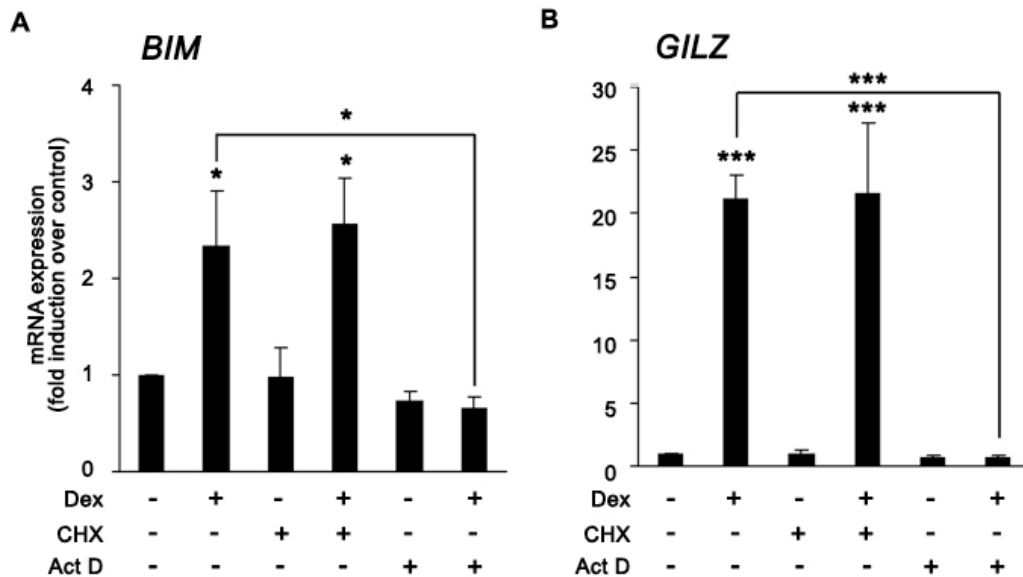 A
BIM
mRNA expression
(fold induction over control)
4
3
2
1
0
*
*
*
Dex - + - + - +
CHX - - + + - -
Act D - - - - + +
B
GILZ
30
25
20
15
10
5
0
***
***
***
Dex - + - + - +
CHX - - + + - -
Act D - - - - + +